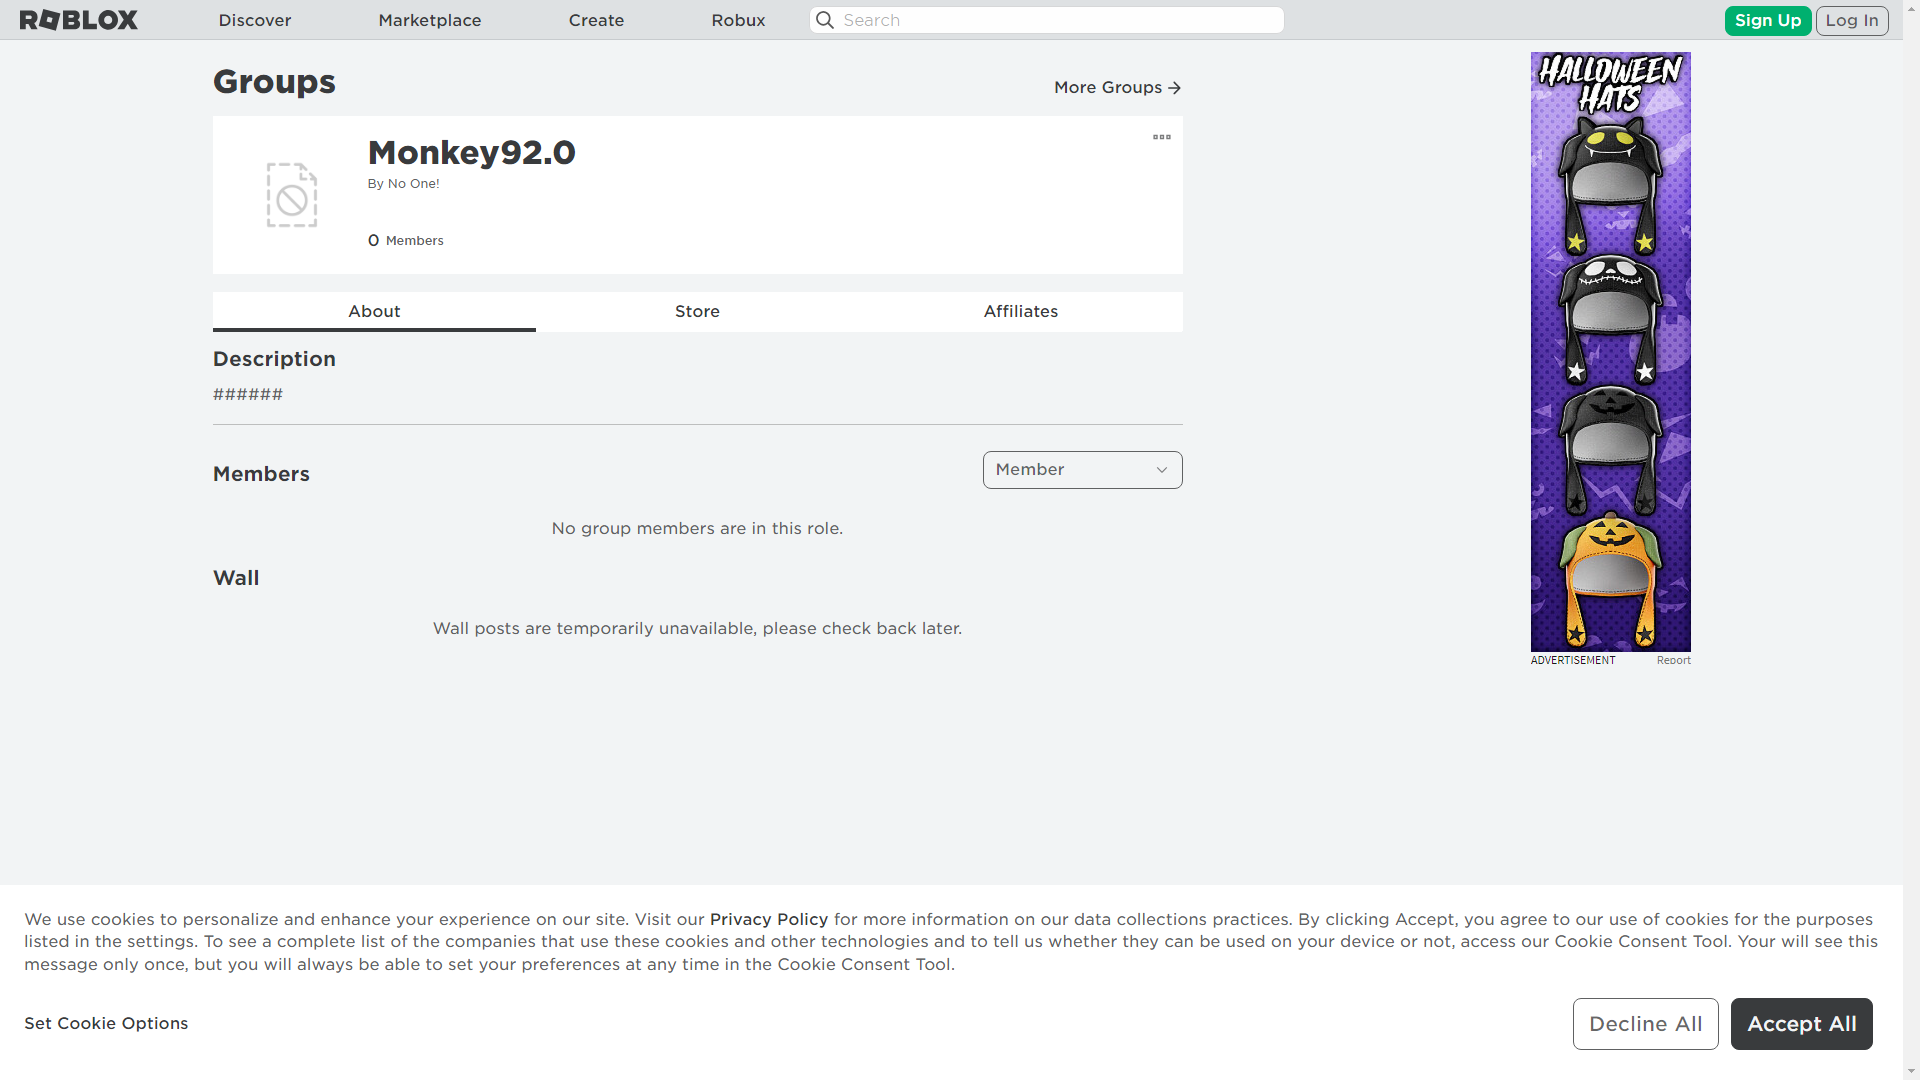 ROBLOX
Discover
Marketplace
Create
Robux
Search
Sign Up
Log In
Groups
More Groups
Monkey92.0
By No One!
0 Members
About
Store
Affiliates
Description
######
Members
Member
No group members are in this role.
Wall
Wall posts are temporarily unavailable, please check back later.
HALLOWEEN
HATS
ADVERTISEMENT
Report
We use cookies to personalize and enhance your experience on our site. Visit our Privacy Policy for more information on our data collections practices. By clicking Accept, you agree to our use of cookies for the purposes
listed in the settings. To see a complete list of the companies that use these cookies and other technologies and to tell us whether they can be used on your device or not, access our Cookie Consent Tool. Your will see this
message only once, but you will always be able to set your preferences at any time in the Cookie Consent Tool.
Set Cookie Options
Decline All
Accept All